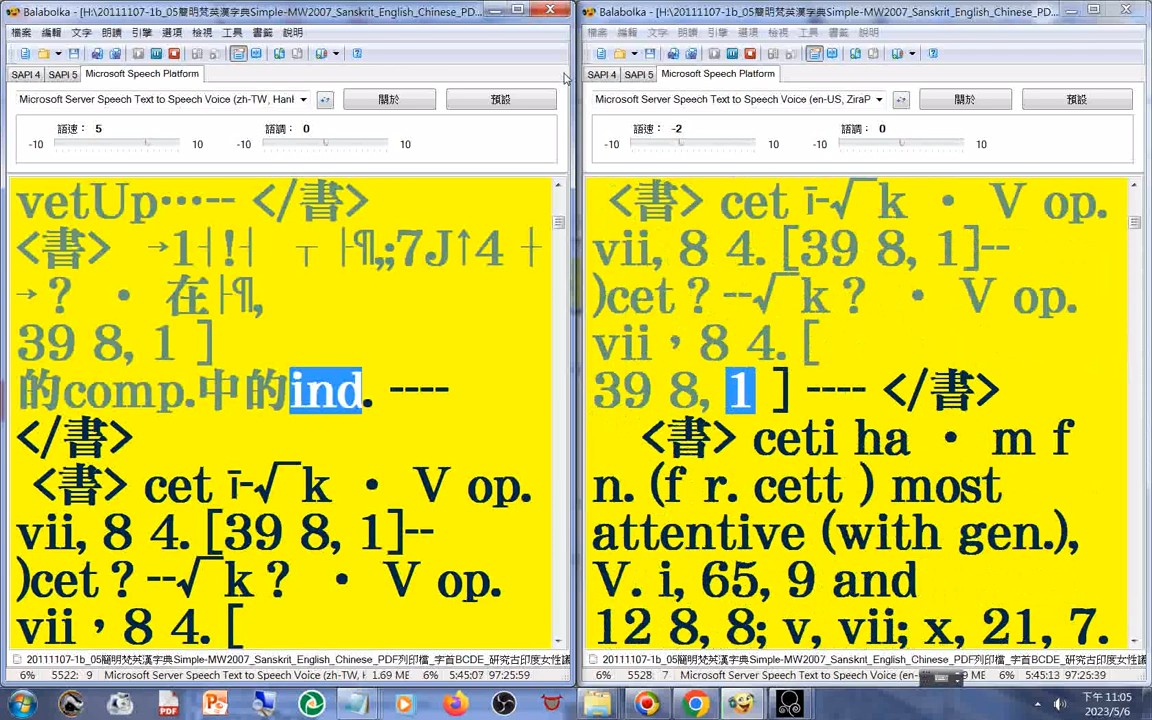 Balabolka - [H:\20111107-1b_05簡明梵英漢字典Simple-MW2007_Sanskrit_English_Chinese_PD...
檔案 編輯 文字 朗讀 引擎 選項 檢視 工具 書籤 說明
SAPI 4 SAPI 5 Microsoft Speech Platform
Microsoft Server Speech Text to Speech Voice (zh-TW, Hanl
關於 預設
語速： 5 語調： 0
-10 10 -10 10
vetUp…-- </書>
39 8, 1 ]
的comp.中的ind. ----
</書>
<書> cet ī-√k • V op.
vii, 8 4. [39 8, 1]--
)cet ? --√k ? • V op.
vii，8 4. [
20111107-1b_05簡明梵英漢字典Simple-MW2007_Sanskrit_English_Chinese_PDF列印檔_字首BCDE_研究古印度女性議
6% 5522: 9 Microsoft Server Speech Text to Speech Voice (zh-TW, 1.69 ME 6% 5:45:07 97:25:59
Balabolka - [H:\20111107-1b_05簡明梵英漢字典Simple-MW2007_Sanskrit_English_Chinese_PD...
檔案 編輯 文字 朗讀 引擎 選項 檢視 工具 書籤 說明
SAPI 4 SAPI 5 Microsoft Speech Platform
Microsoft Server Speech Text to Speech Voice (en-US, ZiraP
關於 預設
語速： -2 語調： 0
-10 10 -10 10
<書> cet ī-√k • V op.
vii, 8 4. [39 8, 1]--
)cet ? --√k ? • V op.
vii，8 4. [
39 8, 1 ] ---- </書>
<書> ceti ha • m f
n. (f r. cett ) most
attentive (with gen.),
V. i, 65, 9 and
12 8, 8; v, vii; x, 21, 7.
20111107-1b_05簡明梵英漢字典Simple-MW2007_Sanskrit_English_Chinese_PDF列印檔_字首BCDE_研究古印度女性議
6% 5528: 7 Microsoft Server Speech Text to Speech Voice (en-US, 9 ME 6% 5:45:13 97:25:39
PDF
下午 11:05
2023/5/6